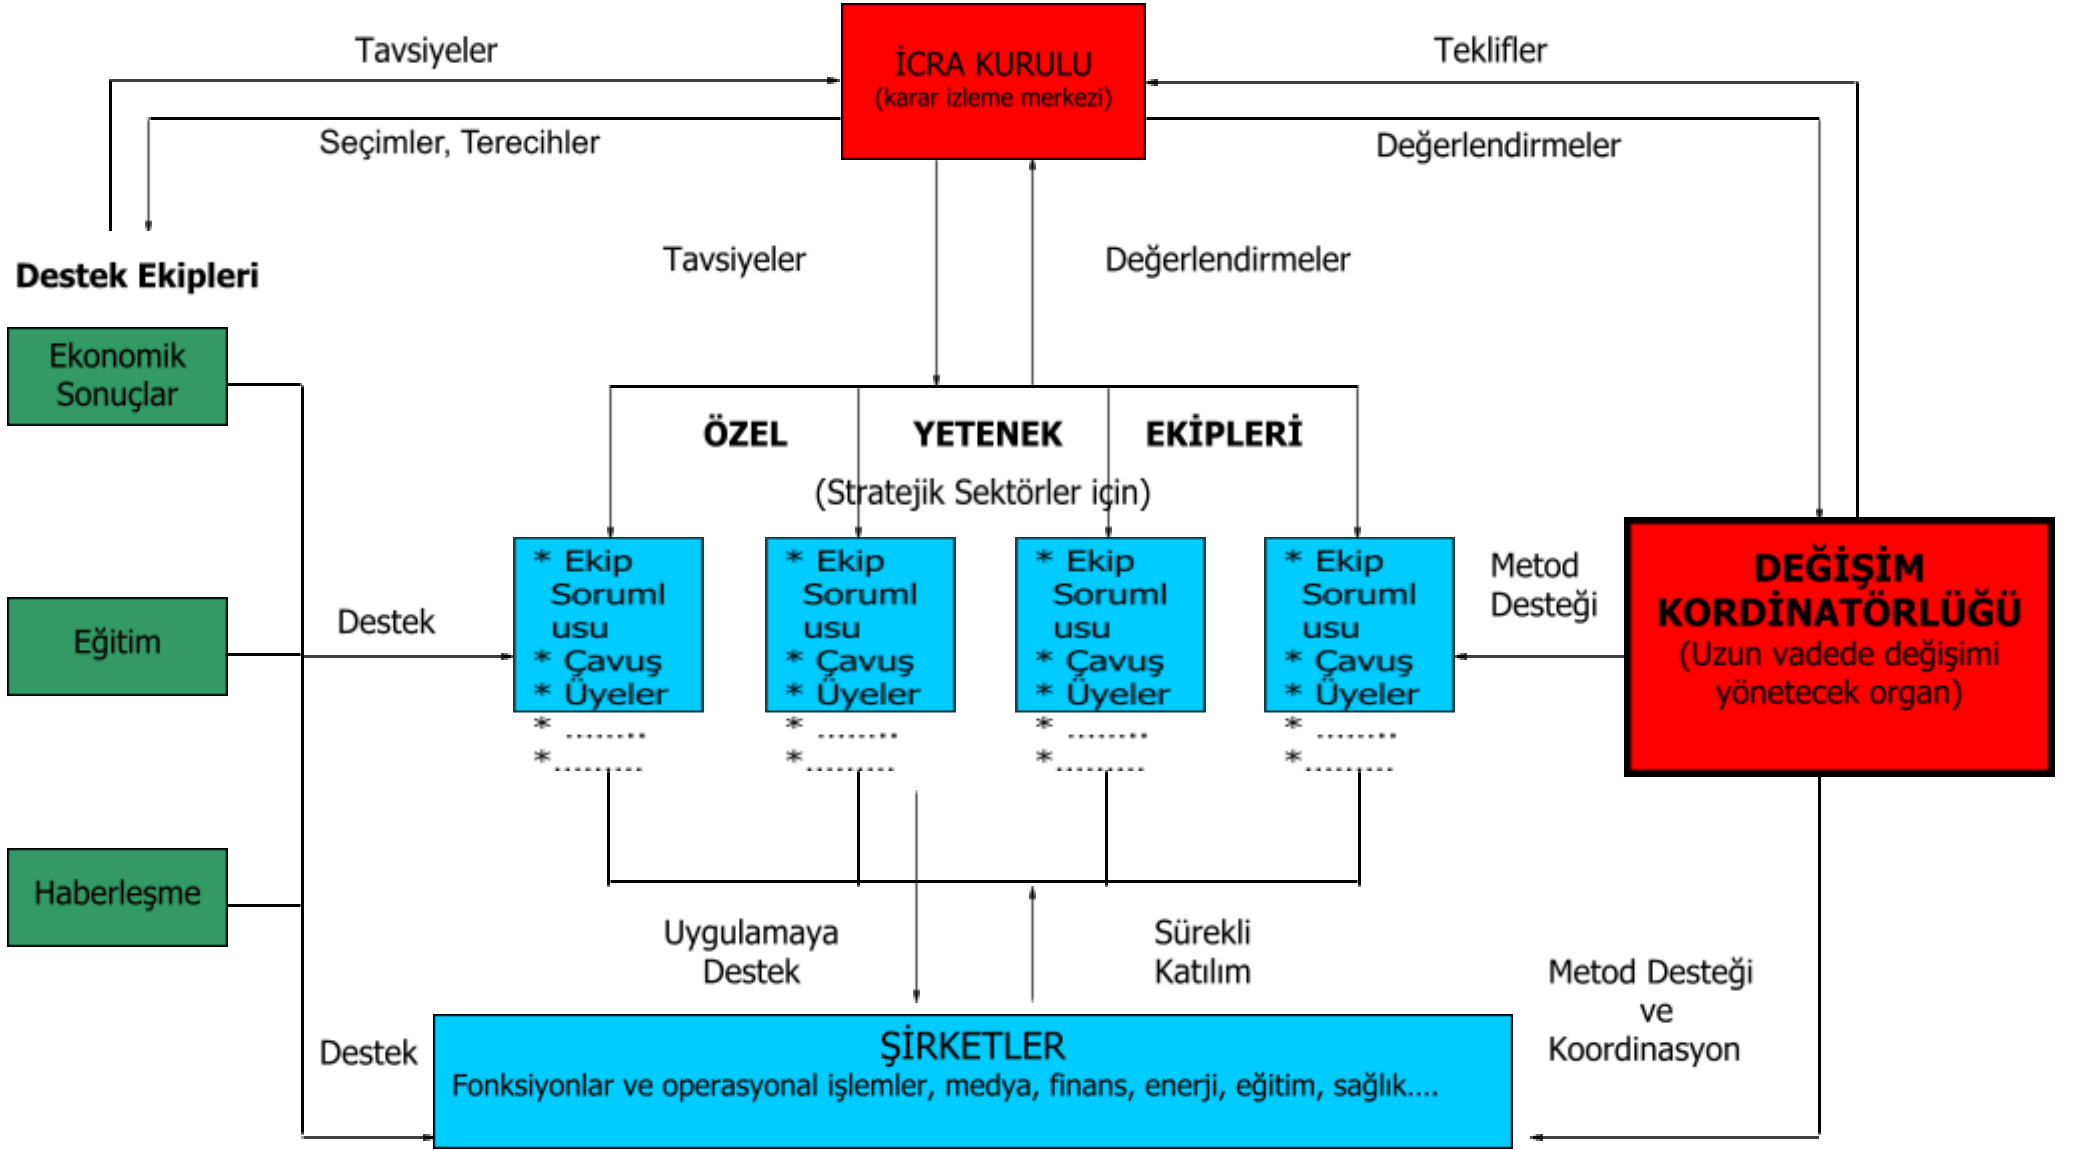 Tavsiyeler
İCRA KURULU
(karar izleme merkezi)
Teklifler
Seçimler, Terecihler
Değerlendirmeler
Tavsiyeler
Değerlendirmeler
Destek Ekipleri
Ekonomik
Sonuçlar
Eğitim
Haberleşme
ÖZEL YETENEK EKİPLERİ
(Stratejik Sektörler için)
Destek
* Ekip
Soruml
usu
* Çavuş
* Üyeler
* ........
*.........
* Ekip
Soruml
usu
* Çavuş
* Üyeler
* ........
*.........
* Ekip
Soruml
usu
* Çavuş
* Üyeler
* ........
*.........
* Ekip
Soruml
usu
* Çavuş
* Üyeler
* ........
*.........
Metod
Desteği
DEĞİŞİM
KORDİNATÖRLÜĞÜ
(Uzun vadede değişimi
yönetecek organ)
Uygulamaya
Destek
Sürekli
Katılım
Metod Desteği
ve
Koordinasyon
Destek
ŞİRKETLER
Fonksiyonlar ve operasyonal işlemler, medya, finans, enerji, eğitim, sağlık....